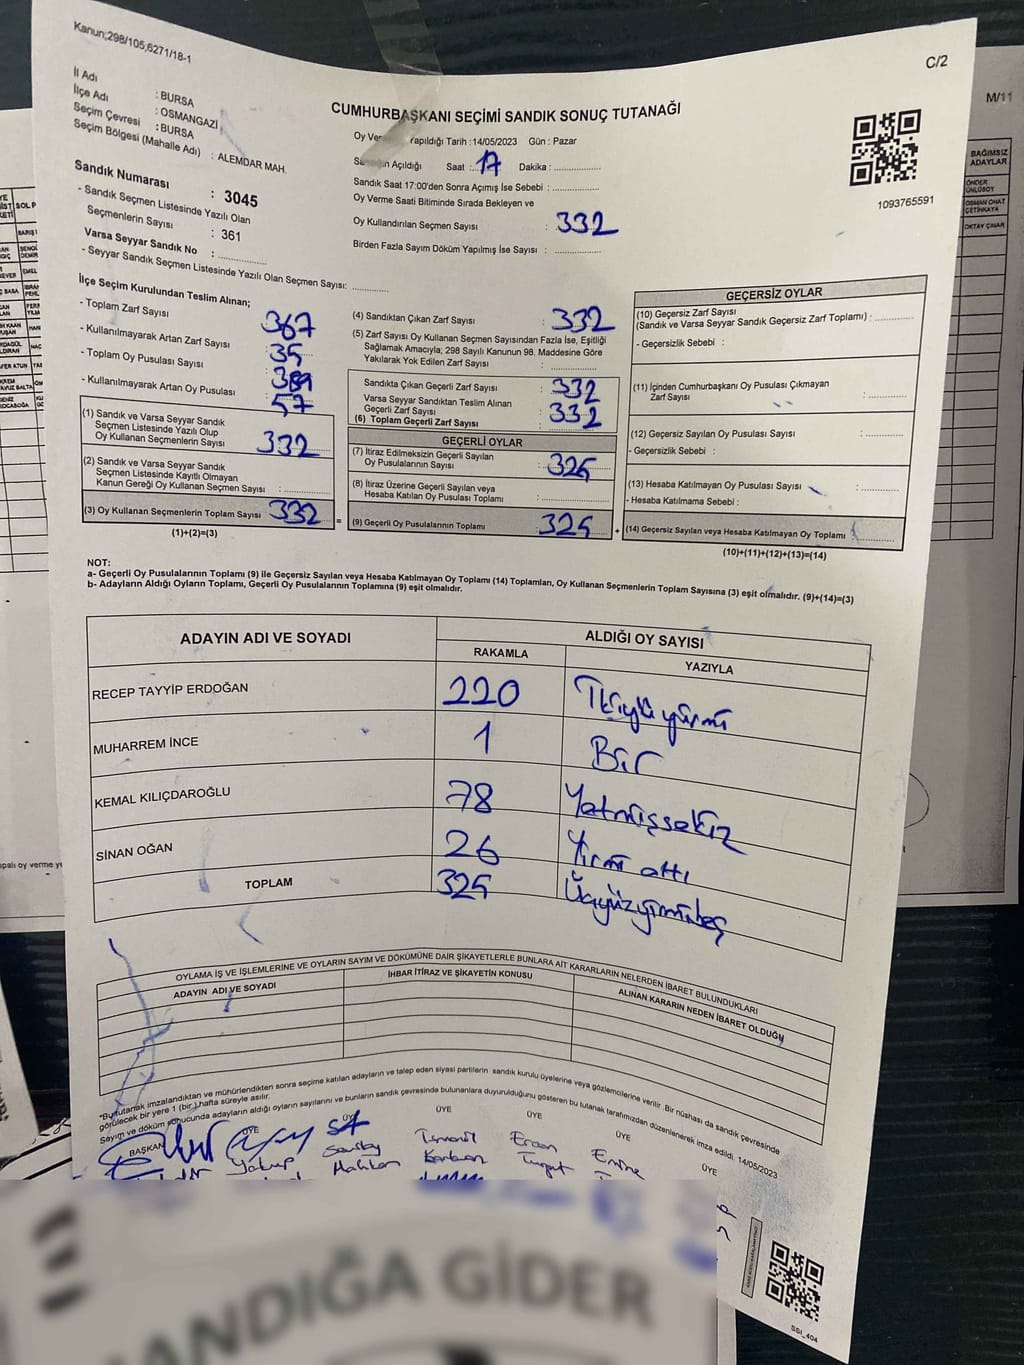 Kanun;298/105,6271/18-1
C/2
İl Adı : BURSA
İlçe Adı : OSMANGAZİ
Seçim Çevresi : BURSA
Seçim Bölgesi (Mahalle Adı) : ALEMDAR MAH.
CUMHURBAŞKANI SEÇİMİ SANDIK SONUÇ TUTANAĞI
Oy Ve rapıldığı Tarih : 14/05/2023 Gün : Pazar
Açıldığı Saat : 17 Dakika : ............
Sandık Saat 17:00'den Sonra Açımış İse Sebebi : ............
Oy Verme Saati Bitiminde Sırada Bekleyen ve
Oy Kullandırılan Seçmen Sayısı : 332
Birden Fazla Sayım Döküm Yapılmış İse Sayısı : ............
1093765591
Sandık Numarası : 3045
- Sandık Seçmen Listesinde Yazılı Olan
Seçmenlerin Sayısı : 361
Varsa Seyyar Sandık No : ............
- Seyyar Sandık Seçmen Listesinde Yazılı Olan Seçmen Sayısı: ............
İlçe Seçim Kurulundan Teslim Alınan;
- Toplam Zarf Sayısı : 367
- Kullanılmayarak Artan Zarf Sayısı : 35
- Toplam Oy Pusulası Sayısı :
- Kullanılmayarak Artan Oy Pusulası : 57
(1) Sandık ve Varsa Seyyar Sandık
Seçmen Listesinde Yazılı Olup
Oy Kullanan Seçmenlerin Sayısı : 332
(2) Sandık ve Varsa Seyyar Sandık
Seçmen Listesinde Kayıtlı Olmayan
Kanun Gereği Oy Kullanan Seçmen Sayısı : ............
(3) Oy Kullanan Seçmenlerin Toplam Sayısı : 332 =
(1)+(2)=(3)
(4) Sandıktan Çıkan Zarf Sayısı : 332
(5) Zarf Sayısı Oy Kullanan Seçmen Sayısından Fazla İse, Eşitliği
Sağlamak Amacıyla; 298 Sayılı Kanunun 98. Maddesine Göre
Yakılarak Yok Edilen Zarf Sayısı : ............
Sandıkta Çıkan Geçerli Zarf Sayısı : 332
Varsa Seyyar Sandıktan Teslim Alınan
Geçerli Zarf Sayısı : 332
(6) Toplam Geçerli Zarf Sayısı :
GEÇERLİ OYLAR
(7) İtiraz Edilmeksizin Geçerli Sayılan
Oy Pusulalarının Sayısı : 325
(8) İtiraz Üzerine Geçerli Sayılan veya
Hesaba Katılan Oy Pusulası Toplamı : ............
(9) Geçerli Oy Pusulalarının Toplamı : 325 +
GEÇERSİZ OYLAR
(10) Geçersiz Zarf Sayısı
(Sandık ve Varsa Seyyar Sandık Geçersiz Zarf Toplamı) : ............
- Geçersizlik Sebebi :
(11) İçinden Cumhurbaşkanı Oy Pusulası Çıkmayan
Zarf Sayısı : ............
(12) Geçersiz Sayılan Oy Pusulası Sayısı : ............
- Geçersizlik Sebebi :
(13) Hesaba Katılmayan Oy Pusulası Sayısı : ............
- Hesaba Katılmama Sebebi :
(14) Geçersiz Sayılan veya Hesaba Katılmayan Oy Toplamı : ............
(10)+(11)+(12)+(13)=(14)
NOT:
a- Geçerli Oy Pusulalarının Toplamı (9) ile Geçersiz Sayılan veya Hesaba Katılmayan Oy Toplamı (14) Toplamları, Oy Kullanan Seçmenlerin Toplam Sayısına (3) eşit olmalıdır. (9)+(14)=(3)
b- Adayların Aldığı Oyların Toplamı, Geçerli Oy Pusulalarının Toplamına (9) eşit olmalıdır.
ADAYIN ADI VE SOYADI
ALDIĞI OY SAYISI
RAKAMLA YAZIYLA
RECEP TAYYİP ERDOĞAN 220 İkiyüzyirmi
MUHARREM İNCE 1 Bir
KEMAL KILIÇDAROĞLU 78 Yetmişsekiz
SİNAN OĞAN 26 Yirmi altı
TOPLAM 325 Üçyüzyirmibeş
OYLAMA İŞ VE İŞLEMLERİNE VE OYLARIN SAYIM VE DÖKÜMÜNE DAİR ŞİKAYETLERLE BUNLARA AİT KARARLARIN NELERDEN İBARET BULUNDUKLARI
ADAYIN ADI VE SOYADI
İHBAR İTİRAZ VE ŞİKAYETİN KONUSU
ALINAN KARARIN NEDEN İBARET OLDUĞU
*Bu tutanak imzalandıktan ve mühürlendikten sonra seçime katılan adayların ve talep eden siyasi partilerin sandık kurulu üyelerine veya gözlemcilerine verilir. Bir nüshası da sandık çevresinde
görülecek bir yere 1 (bir) hafta süreyle asılır.
Sayım ve döküm sonucunda adayların aldığı oyların sayılarını ve bunların sandık çevresinde bulunanlara duyurulduğunu gösteren bu tutanak tarafımızdan düzenlenerek imza edildi. 14/05/2023
BAŞKAN ÜYE ÜYE ÜYE ÜYE ÜYE ÜYE
Yakup
İsmail
Ercan
Emine
Turgut
SSI_404
M/11
BAĞIMSIZ
ADAYLAR
ÖNDER
ÜNLÜSOY
OSMAN ONAT
ÇETİNKAYA
OKTAY ÇINAR
ANDIĞA GİDER